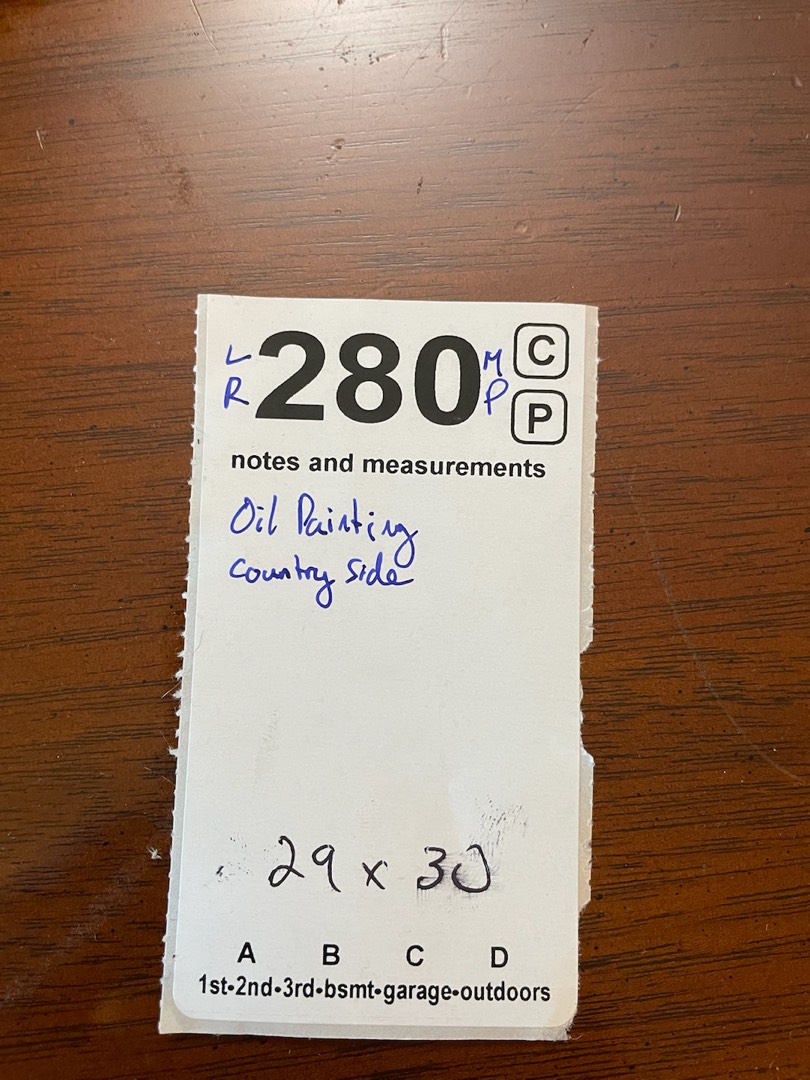 L R 280 M P C
P
notes and measurements
Oil Painting
Country Side
29 x 30
A B C D
1st•2nd•3rd•bsmt•garage•outdoors